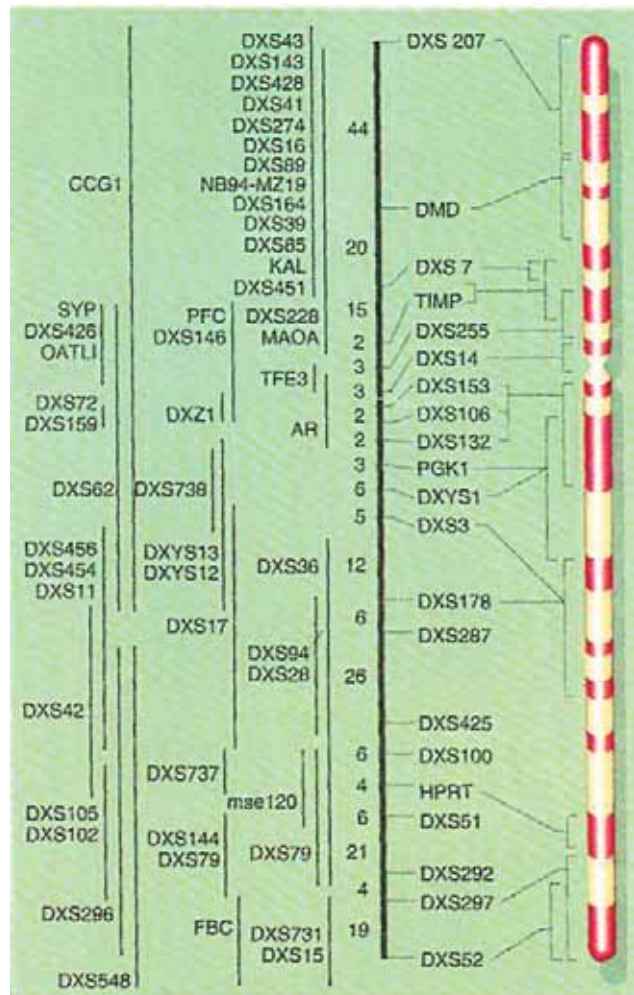 DXS43
DXS 207
DXS143
DXS428
DXS41
DXS274
44
DXS16
DXS89
CCG1
NB94-MZ19
DXS164
DMD
DXS39
DXS85
20
KAL
DXS 7
DXS451
SYP
PFC
DXS228
15
TIMP
DXS426
DXS146
MAOA
2
DXS255
OATLI
3
DXS14
TFE3
3
DXS153
DXS72
DXZ1
2
DXS106
DXS159
AR
2
DXS132
3
PGK1
DXS62
DXS738
6
DXYS1
5
DXS3
DXS456
DXYS13
DXS454
DXYS12
DXS36
12
DXS11
DXS178
DXS17
6
DXS287
DXS94
DXS28
26
DXS42
DXS425
6
DXS100
DXS737
4
HPRT
mse120
DXS105
6
DXS51
DXS102
DXS144
DXS79
DXS79
21
DXS292
4
DXS297
DXS296
FBC
DXS731
19
DXS15
DXS52
DXS548